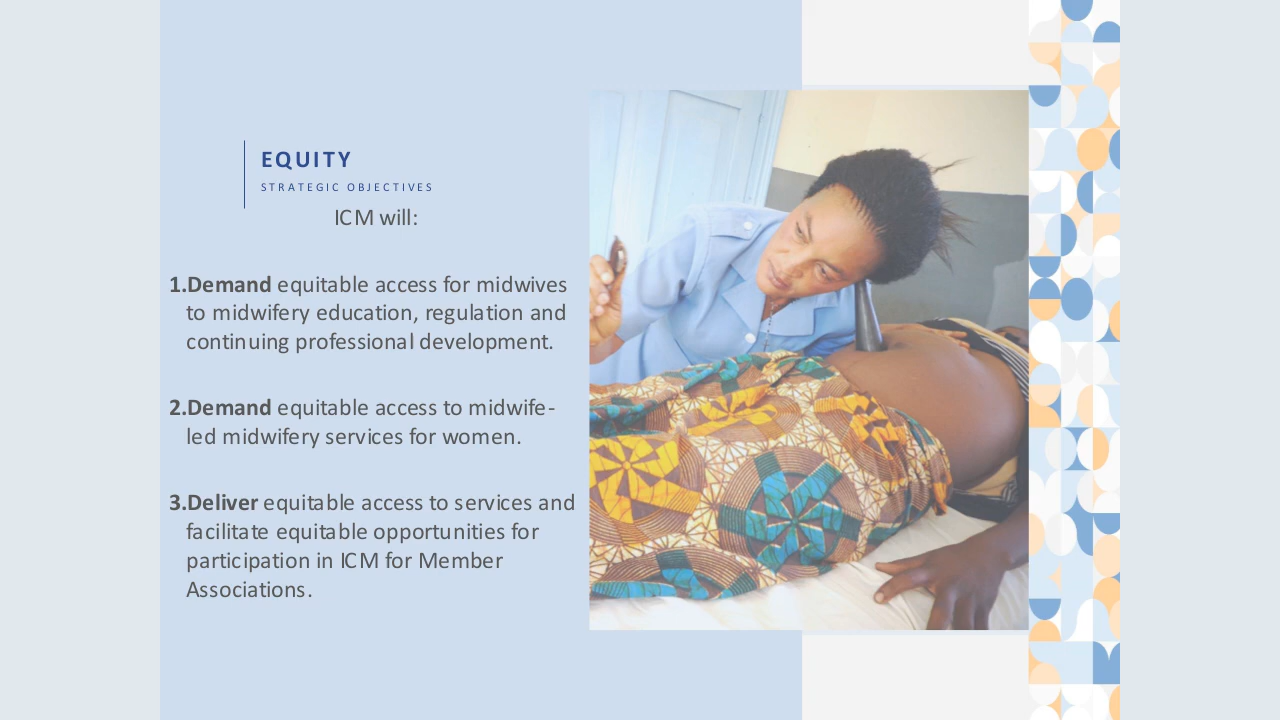 EQUITY
STRATEGIC OBJECTIVES
ICM will:
1.Demand equitable access for midwives
to midwifery education, regulation and
continuing professional development.
2.Demand equitable access to midwife-
led midwifery services for women.
3.Deliver equitable access to services and
facilitate equitable opportunities for
participation in ICM for Member
Associations.